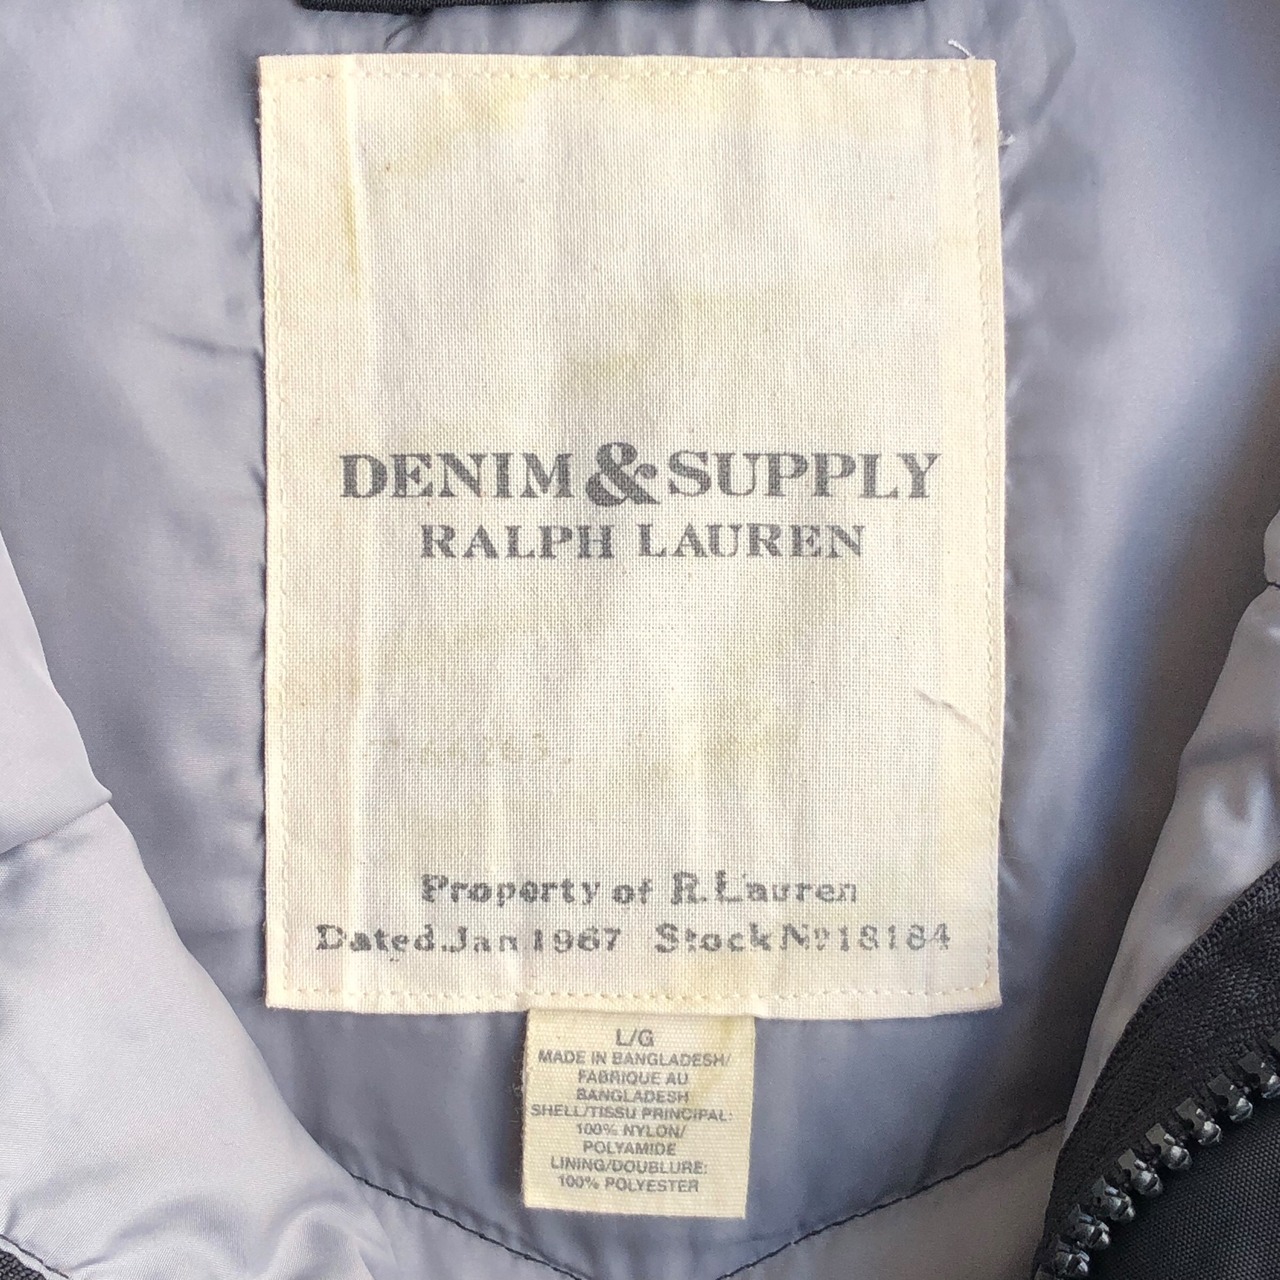 DENIM & SUPPLY
RALPH LAUREN
Property of R. Lauren
Dated Jan 1967 Stock Nº 18184
L/G
MADE IN BANGLADESH/
FABRIQUE AU
BANGLADESH
SHELL/TISSU PRINCIPAL:
100% NYLON/
POLYAMIDE
LINING/DOUBLURE:
100% POLYESTER